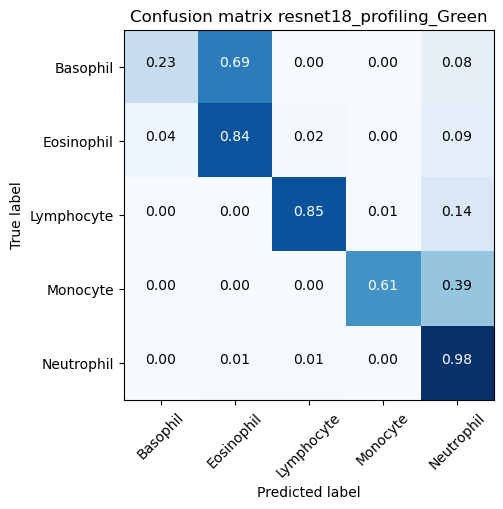 Confusion matrix resnet18_profiling_Green
True label
Basophil 0.23 0.69 0.00 0.00 0.08
Eosinophil 0.04 0.84 0.02 0.00 0.09
Lymphocyte 0.00 0.00 0.85 0.01 0.14
Monocyte 0.00 0.00 0.00 0.61 0.39
Neutrophil 0.00 0.01 0.01 0.00 0.98
Basophil Eosinophil Lymphocyte Monocyte Neutrophil
Predicted label